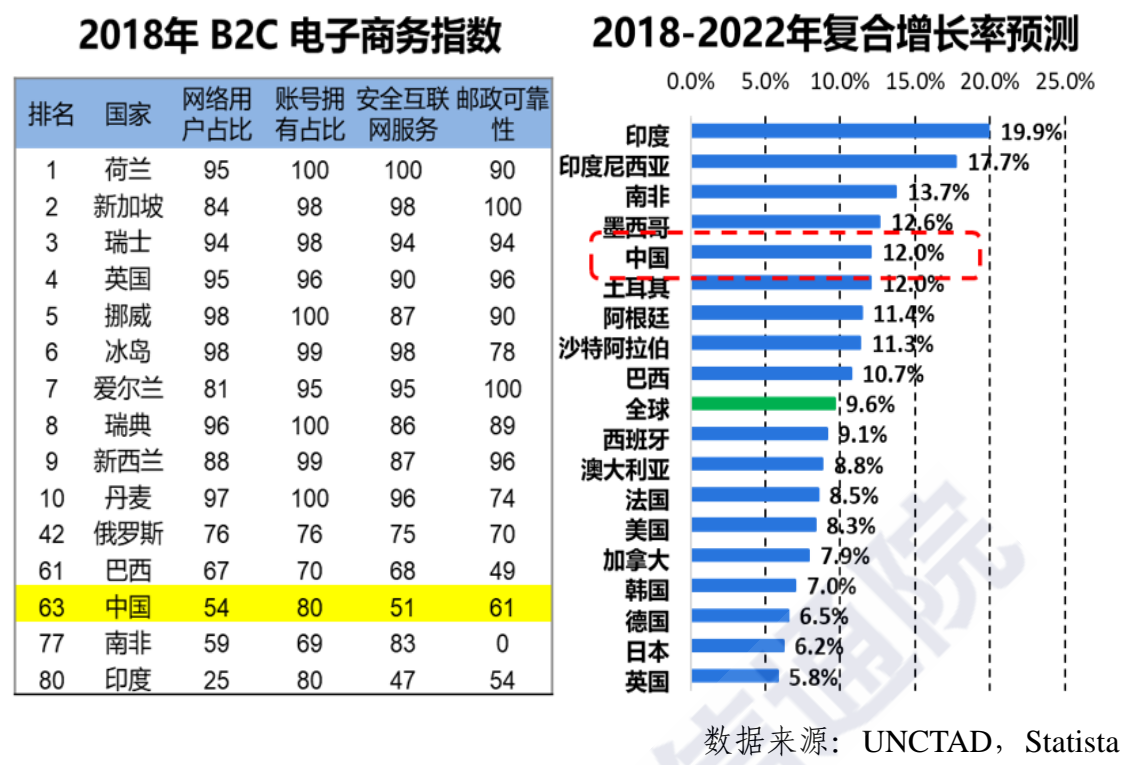 2018年 B2C 电子商务指数
排名 国家 网络用户占比 账号拥有占比 安全互联网服务 邮政可靠性
1 荷兰 95 100 100 90
2 新加坡 84 98 98 100
3 瑞士 94 98 94 94
4 英国 95 96 90 96
5 挪威 98 100 87 90
6 冰岛 98 99 98 78
7 爱尔兰 81 95 95 100
8 瑞典 96 100 86 89
9 新西兰 88 99 87 96
10 丹麦 97 100 96 74
42 俄罗斯 76 76 75 70
61 巴西 67 70 68 49
63 中国 54 80 51 61
77 南非 59 69 83 0
80 印度 25 80 47 54
2018-2022年复合增长率预测
0.0% 5.0% 10.0% 15.0% 20.0% 25.0%
印度 19.9%
印度尼西亚 17.7%
南非 13.7%
墨西哥 12.6%
中国 12.0%
土耳其 12.0%
阿根廷 11.4%
沙特阿拉伯 11.3%
巴西 10.7%
全球 9.6%
西班牙 9.1%
澳大利亚 8.8%
法国 8.5%
美国 8.3%
加拿大 7.9%
韩国 7.0%
德国 6.5%
日本 6.2%
英国 5.8%
数据来源：UNCTAD，Statista
信通院